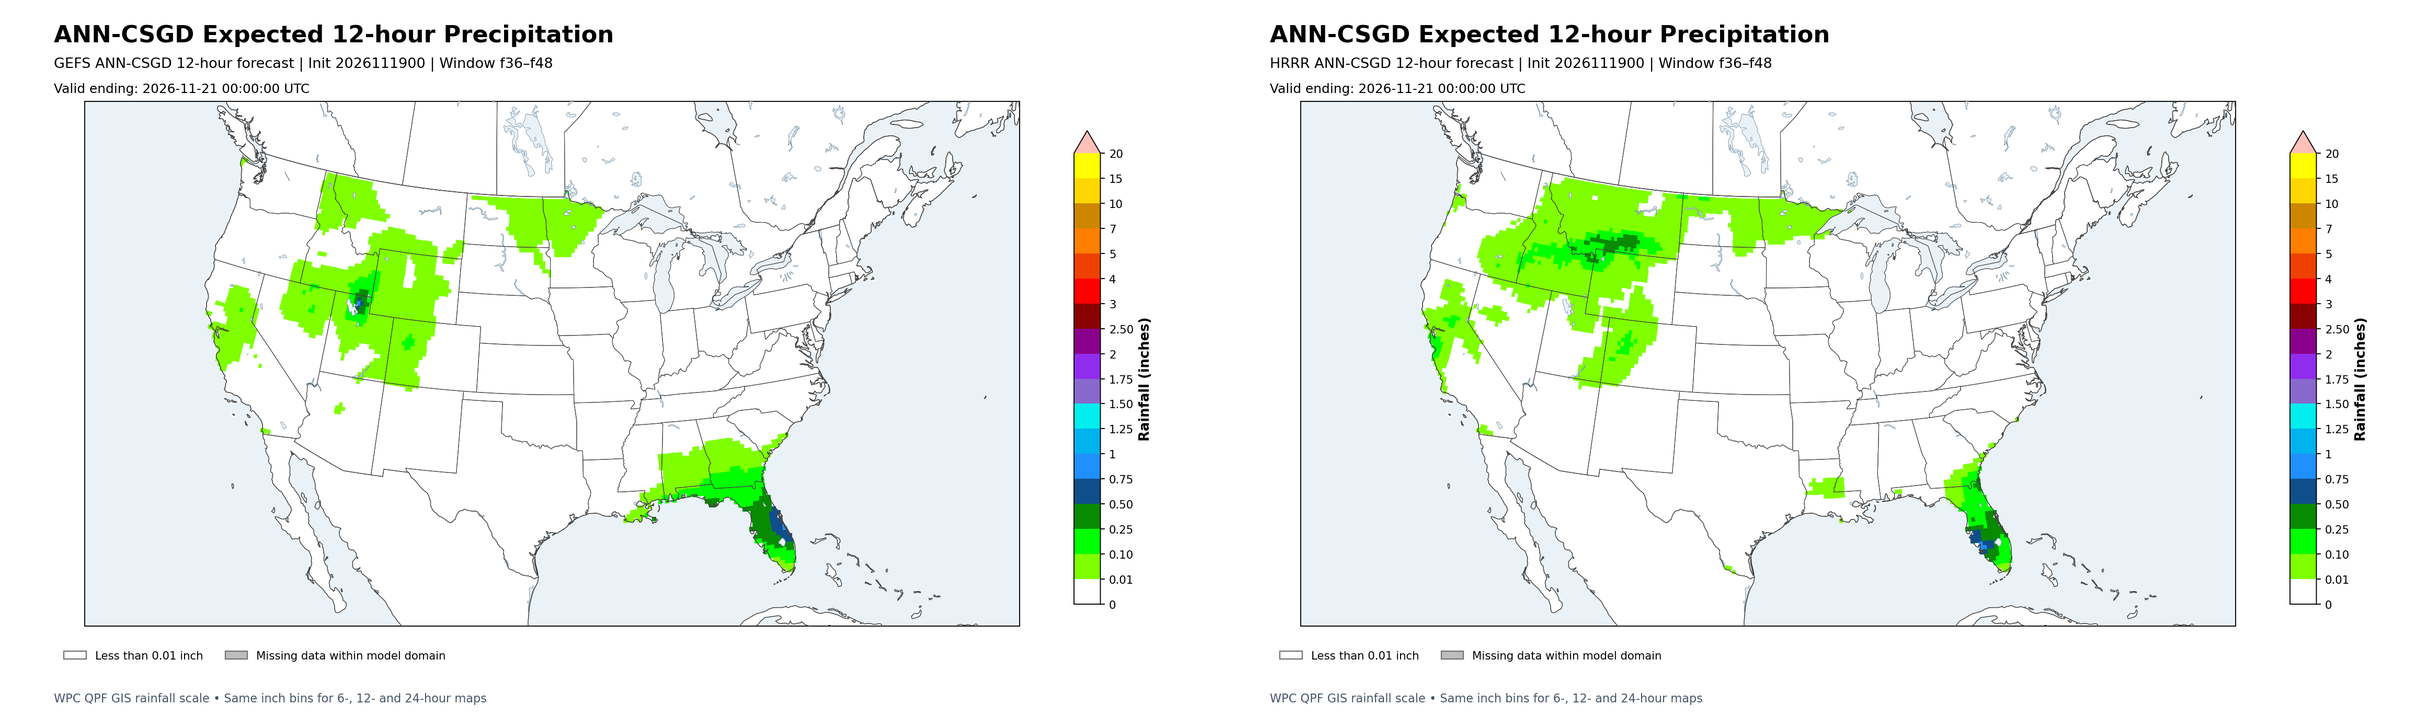 ANN-CSGD Expected 12-hour Precipitation
GEFS ANN-CSGD 12-hour forecast | Init 2026111900 | Window f36–f48
Valid ending: 2026-11-21 00:00:00 UTC
20
15
10
7
5
4
3
2.50
2
1.75
1.50
1.25
1
0.75
0.50
0.25
0.10
0.01
0
Rainfall (inches)
Less than 0.01 inch
Missing data within model domain
WPC QPF GIS rainfall scale • Same inch bins for 6-, 12- and 24-hour maps
ANN-CSGD Expected 12-hour Precipitation
HRRR ANN-CSGD 12-hour forecast | Init 2026111900 | Window f36–f48
Valid ending: 2026-11-21 00:00:00 UTC
20
15
10
7
5
4
3
2.50
2
1.75
1.50
1.25
1
0.75
0.50
0.25
0.10
0.01
0
Rainfall (inches)
Less than 0.01 inch
Missing data within model domain
WPC QPF GIS rainfall scale • Same inch bins for 6-, 12- and 24-hour maps